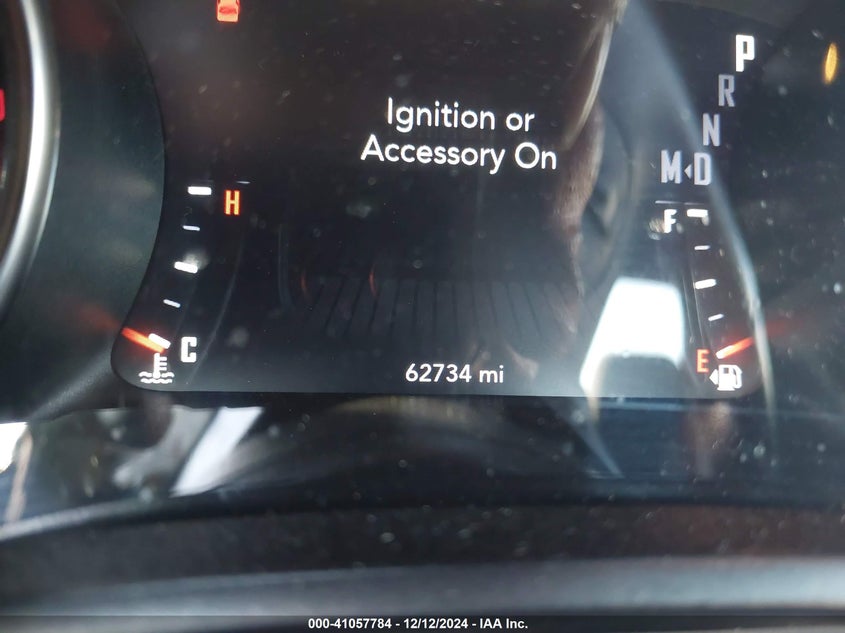 Ignition or
Accessory On
P
R
N
M◂D
H
F
C
E
62734 mi
000-41057784 - 12/12/2024 - IAA Inc.